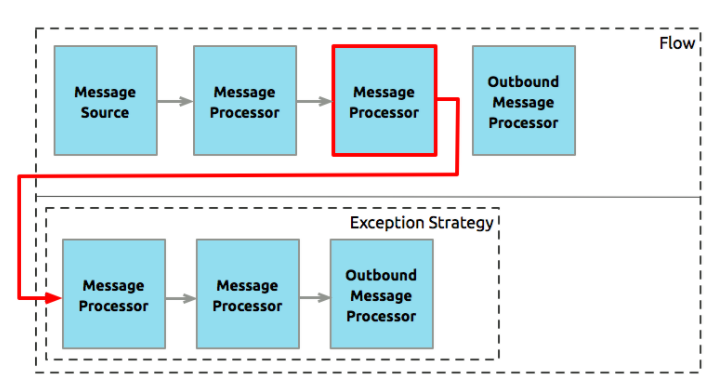 Flow
Message
Source
Message
Processor
Message
Processor
Outbound
Message
Processor
Exception Strategy
Message
Processor
Message
Processor
Outbound
Message
Processor